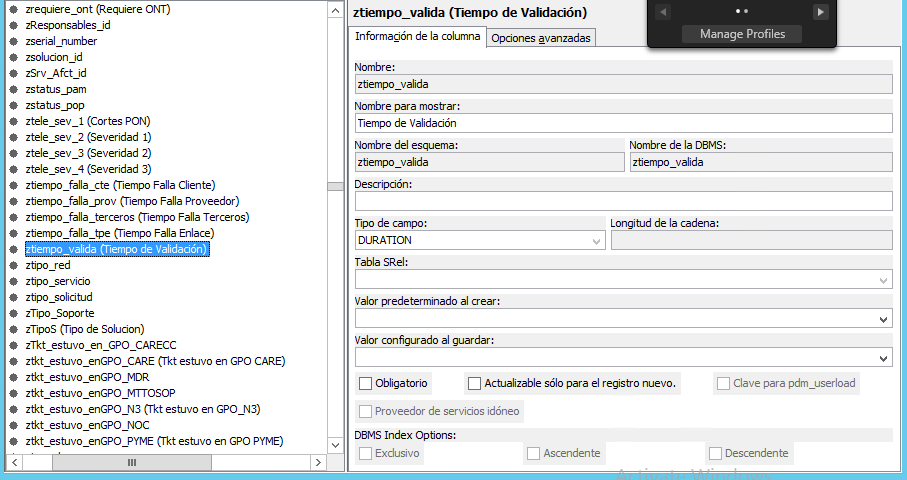 zrequiere_ont (Requiere ONT)
zResponsables_id
zserial_number
zsolucion_id
zSrv_Afct_id
zstatus_pam
zstatus_pop
ztele_sev_1 (Cortes PON)
ztele_sev_2 (Severidad 1)
ztele_sev_3 (Severidad 2)
ztele_sev_4 (Severidad 3)
ztiempo_falla_cte (Tiempo Falla Cliente)
ztiempo_falla_prov (Tiempo Falla Proveedor)
ztiempo_falla_terceros (Tiempo Falla Terceros)
ztiempo_falla_tpe (Tiempo Falla Enlace)
ztiempo_valida (Tiempo de Validación)
ztipo_red
ztipo_servicio
ztipo_solicitud
zTipo_Soporte
zTipoS (Tipo de Solucion)
zTkt_estuvo_en_GPO_CARECC
ztkt_estuvo_enGPO_CARE (Tkt estuvo en GPO CARE)
ztkt_estuvo_enGPO_MDR
ztkt_estuvo_enGPO_MTTOSOP
ztkt_estuvo_enGPO_N3 (Tkt estuvo en GPO_N3)
ztkt_estuvo_enGPO_NOC
ztkt_estuvo_enGPO_PYME (Tkt estuvo en GPO PYME)
ztiempo_valida (Tiempo de Validación)
Manage Profiles
Información de la columna
Opciones avanzadas
Nombre:
ztiempo_valida
Nombre para mostrar:
Tiempo de Validación
Nombre del esquema: Nombre de la DBMS:
ztiempo_valida ztiempo_valida
Descripción:
Tipo de campo: Longitud de la cadena:
DURATION
Tabla SRel:
Valor predeterminado al crear:
Valor configurado al guardar:
Obligatorio Actualizable sólo para el registro nuevo. Clave para pdm_userload
Proveedor de servicios idóneo
DBMS Index Options:
Exclusivo Ascendente Descendente
Activate Windows